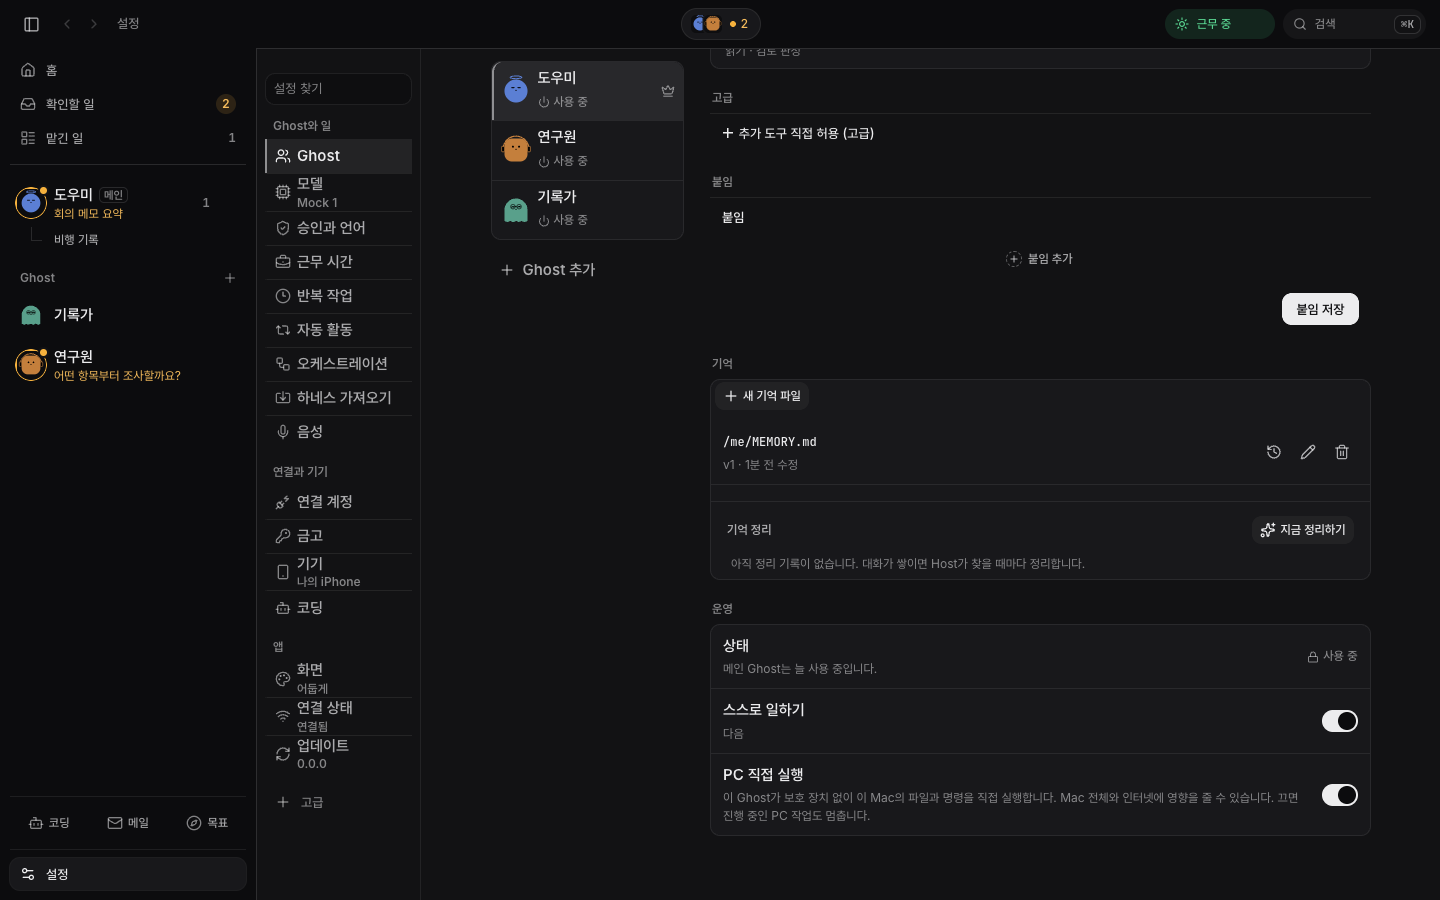 설정
2
근무 중
검색
⌘K
홈
확인할 일
2
맡긴 일
1
도우미
메인
회의 메모 요약
1
비행 기록
Ghost
기록가
연구원
어떤 항목부터 조사할까요?
코딩
메일
목표
설정
설정 찾기
Ghost와 일
Ghost
모델
Mock 1
승인과 언어
근무 시간
반복 작업
자동 활동
오케스트레이션
하네스 가져오기
음성
연결과 기기
연결 계정
금고
기기
나의 iPhone
코딩
앱
화면
어둡게
연결 상태
연결됨
업데이트
0.0.0
고급
도우미
사용 중
연구원
사용 중
기록가
사용 중
Ghost 추가
읽기 · 검토 판정
고급
추가 도구 직접 허용 (고급)
붙임
붙임
붙임 추가
붙임 저장
기억
새 기억 파일
/me/MEMORY.md
v1 · 1분 전 수정
기억 정리
지금 정리하기
아직 정리 기록이 없습니다. 대화가 쌓이면 Host가 찾을 때마다 정리합니다.
운영
상태
메인 Ghost는 늘 사용 중입니다.
사용 중
스스로 일하기
다음
PC 직접 실행
이 Ghost가 보호 장치 없이 이 Mac의 파일과 명령을 직접 실행합니다. Mac 전체와 인터넷에 영향을 줄 수 있습니다. 끄면
진행 중인 PC 작업도 멈춥니다.